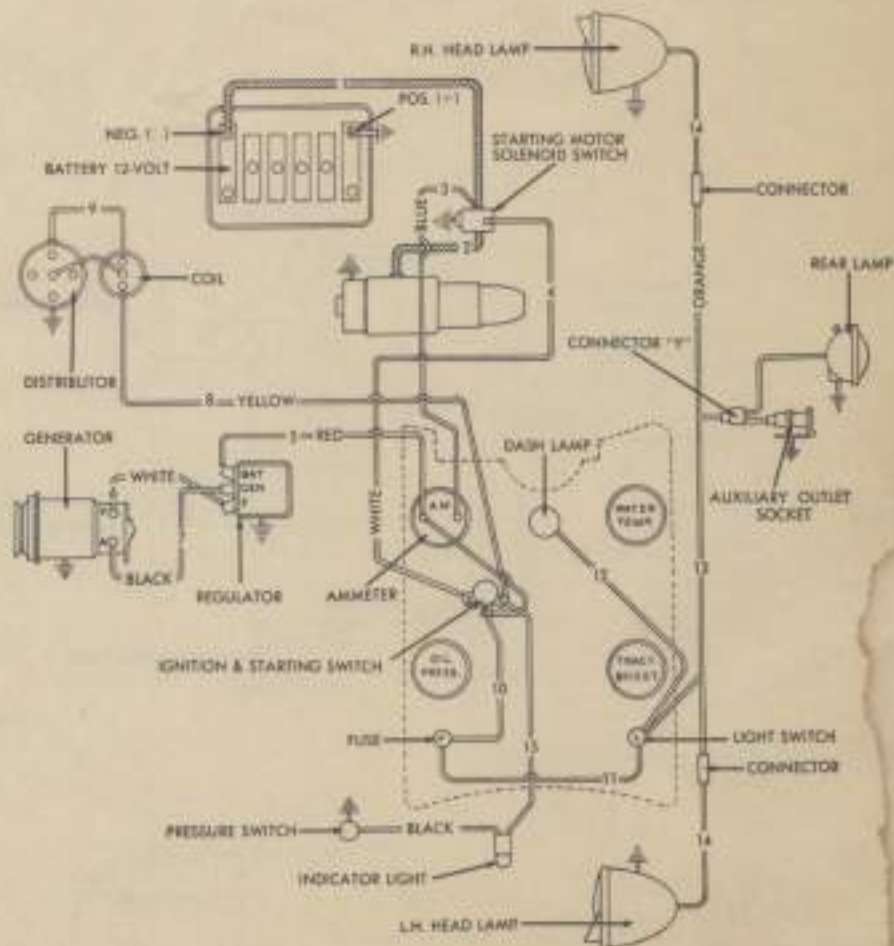 R.H. HEAD LAMP
1
POS. (+)
NEG. (-)
BATTERY 12-VOLT
STARTING MOTOR
SOLENOID SWITCH
14
CONNECTOR
3
BLUE
2
4
9
COIL
ORANGE
REAR LAMP
CONNECTOR "Y"
DISTRIBUTOR
8
YELLOW
GENERATOR
5
RED
DASH LAMP
WHITE
BAT
GEN
F
AM
WATER
TEMP.
AUXILIARY OUTLET
SOCKET
F
A
WHITE
BLACK
REGULATOR
AMMETER
12
13
IGNITION & STARTING SWITCH
OIL
PRESS.
10
TRACT
BOOST.
FUSE
LIGHT SWITCH
15
11
CONNECTOR
PRESSURE SWITCH
BLACK
14
INDICATOR LIGHT
L.H. HEAD LAMP